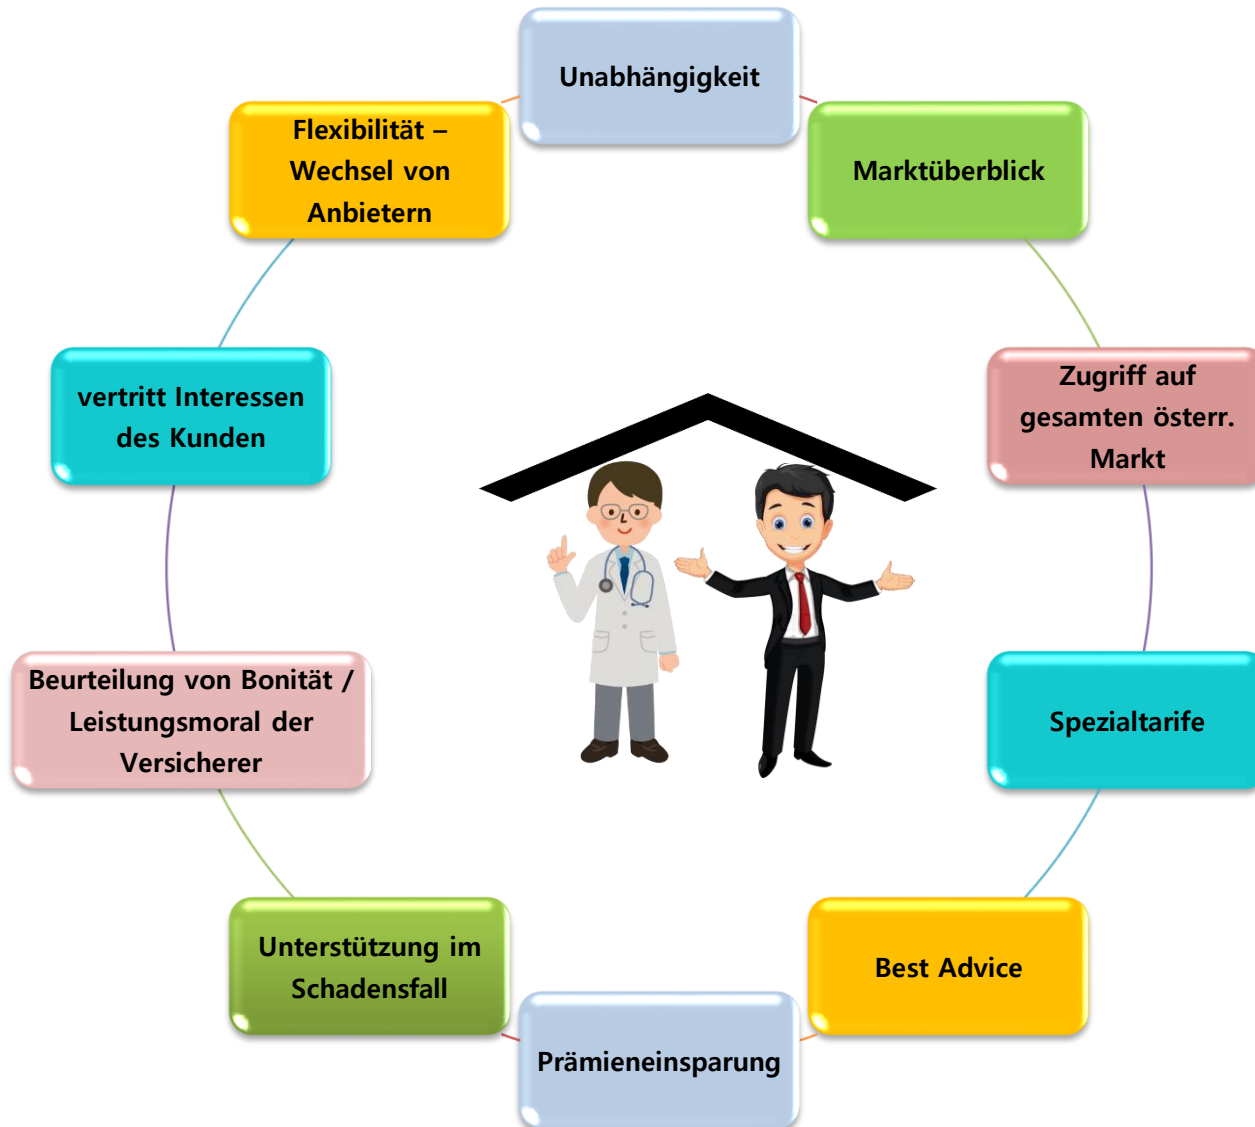 Unabhängigkeit
Marktüberblick
Zugriff auf
gesamten österr.
Markt
Spezialtarife
Best Advice
Prämieneinsparung
Unterstützung im
Schadensfall
Beurteilung von Bonität /
Leistungsmoral der
Versicherer
vertritt Interessen
des Kunden
Flexibilität –
Wechsel von
Anbietern